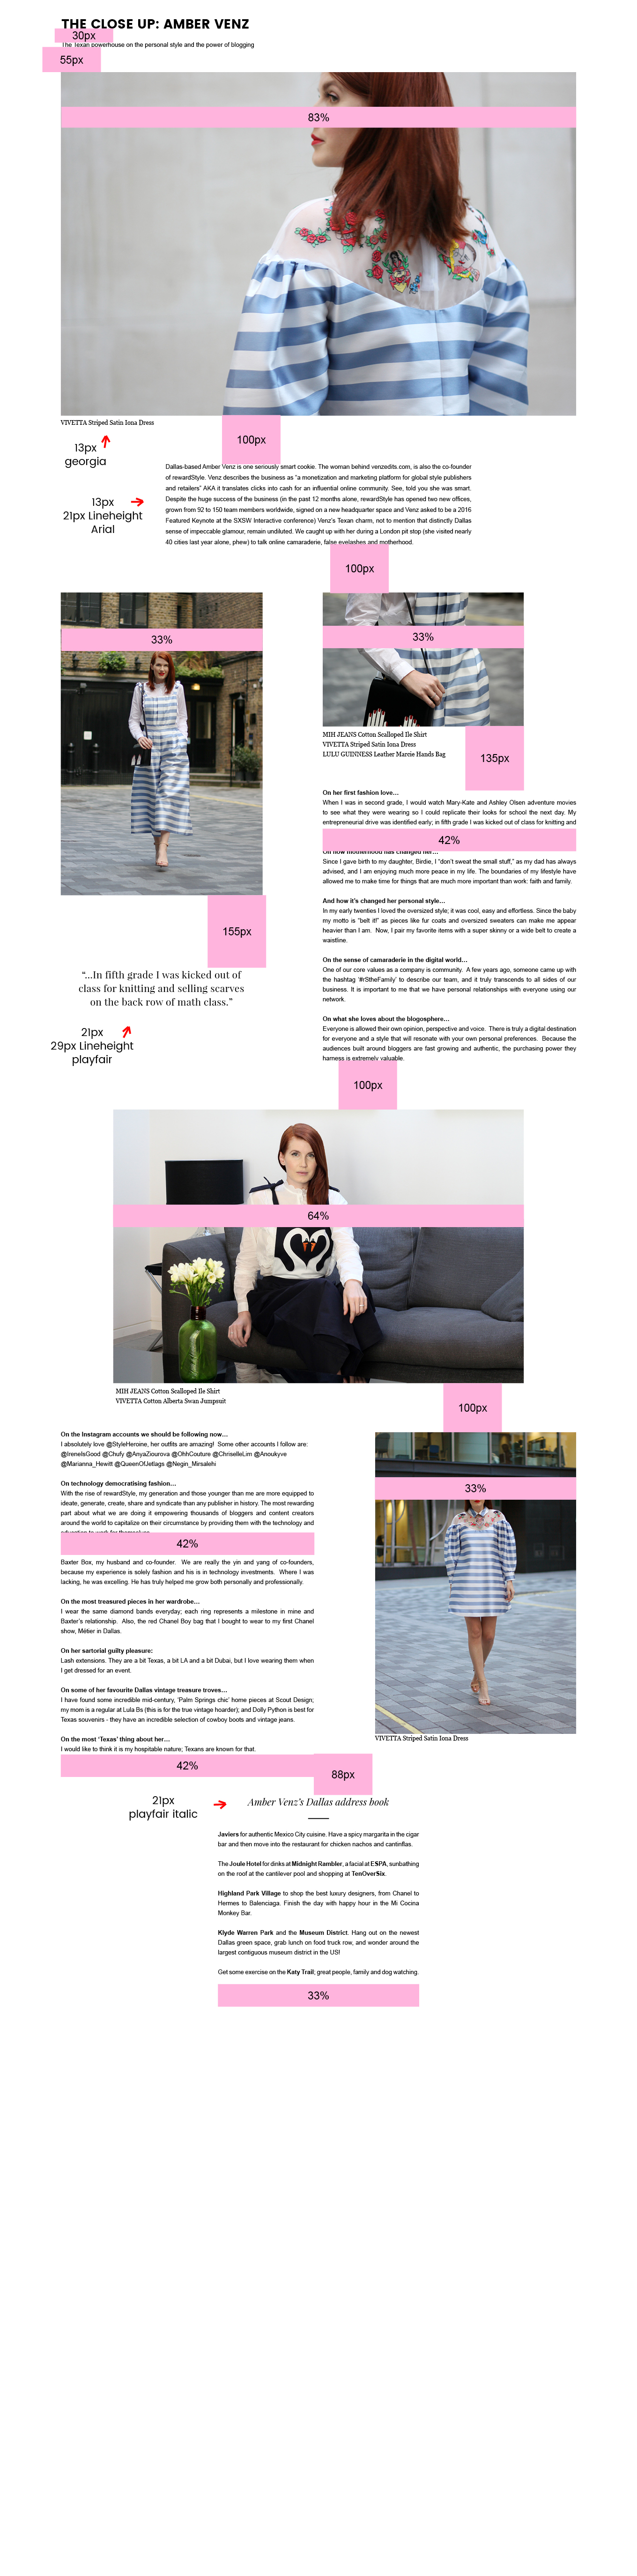 THE CLOSE UP: AMBER VENZ
30px
The Texan powerhouse on the personal style and the power of blogging
55px
83%
VIVETTA Striped Satin Iona Dress
100px
13px
georgia
Dallas-based Amber Venz is one seriously smart cookie. The woman behind venzedits.com, is also the co-founder
of rewardStyle. Venz describes the business as “a monetization and marketing platform for global style publishers
and retailers” AKA it translates clicks into cash for an influential online community. See, told you she was smart.
Despite the huge success of the business (in the past 12 months alone, rewardStyle has opened two new offices,
grown from 92 to 150 team members worldwide, signed on a new headquarter space and Venz asked to be a 2016
Featured Keynote at the SXSW Interactive conference) Venz’s Texan charm, not to mention that distinctly Dallas
sense of impeccable glamour, remain undiluted. We caught up with her during a London pit stop (she visited nearly
40 cities last year alone, phew) to talk online camaraderie, false eyelashes and motherhood.
13px
21px Lineheight
Arial
100px
33%
33%
MIH JEANS Cotton Scalloped Ile Shirt
VIVETTA Striped Satin Iona Dress
LULU GUINNESS Leather Marcie Hands Bag
135px
On her first fashion love…
When I was in second grade, I would watch Mary-Kate and Ashley Olsen adventure movies
to see what they were wearing so I could replicate their looks for school the next day. My
entrepreneurial drive was identified early; in fifth grade I was kicked out of class for knitting and
42%
On how motherhood has changed her…
Since I gave birth to my daughter, Birdie, I “don’t sweat the small stuff,” as my dad has always
advised, and I am enjoying much more peace in my life. The boundaries of my lifestyle have
allowed me to make time for things that are much more important than work: faith and family.
And how it’s changed her personal style…
In my early twenties I loved the oversized style; it was cool, easy and effortless. Since the baby
my motto is “belt it!” as pieces like fur coats and oversized sweaters can make me appear
heavier than I am. Now, I pair my favorite items with a super skinny or a wide belt to create a
waistline.
On the sense of camaraderie in the digital world…
One of our core values as a company is community. A few years ago, someone came up with
the hashtag ‘#rStheFamily’ to describe our team, and it truly transcends to all sides of our
business. It is important to me that we have personal relationships with everyone using our
network.
On what she loves about the blogosphere…
Everyone is allowed their own opinion, perspective and voice. There is truly a digital destination
for everyone and a style that will resonate with your own personal preferences. Because the
audiences built around bloggers are fast growing and authentic, the purchasing power they
harness is extremely valuable.
155px
“...In fifth grade I was kicked out of
class for knitting and selling scarves
on the back row of math class.”
21px
29px Lineheight
playfair
100px
64%
MIH JEANS Cotton Scalloped Ile Shirt
VIVETTA Cotton Alberta Swan Jumpsuit
100px
On the Instagram accounts we should be following now…
I absolutely love @StyleHeroine, her outfits are amazing! Some other accounts I follow are:
@IreneIsGood @Chufy @AnyaZiourova @OhhCouture @ChriselleLim @Anoukyve
@Marianna_Hewitt @QueenOfJetlags @Negin_Mirsalehi
On technology democratising fashion…
With the rise of rewardStyle, my generation and those younger than me are more equipped to
ideate, generate, create, share and syndicate than any publisher in history. The most rewarding
part about what we are doing it empowering thousands of bloggers and content creators
around the world to capitalize on their circumstance by providing them with the technology and
education to work for themselves.
42%
Baxter Box, my husband and co-founder. We are really the yin and yang of co-founders,
because my experience is solely fashion and his is in technology investments. Where I was
lacking, he was excelling. He has truly helped me grow both personally and professionally.
On the most treasured pieces in her wardrobe…
I wear the same diamond bands everyday; each ring represents a milestone in mine and
Baxter’s relationship. Also, the red Chanel Boy bag that I bought to wear to my first Chanel
show, Métier in Dallas.
On her sartorial guilty pleasure:
Lash extensions. They are a bit Texas, a bit LA and a bit Dubai, but I love wearing them when
I get dressed for an event.
On some of her favourite Dallas vintage treasure troves…
I have found some incredible mid-century, ‘Palm Springs chic’ home pieces at Scout Design;
my mom is a regular at Lula Bs (this is for the true vintage hoarder); and Dolly Python is best for
Texas souvenirs - they have an incredible selection of cowboy boots and vintage jeans.
On the most ‘Texas’ thing about her…
I would like to think it is my hospitable nature; Texans are known for that.
42%
33%
VIVETTA Striped Satin Iona Dress
88px
21px
playfair italic
Amber Venz’s Dallas address book
Javiers for authentic Mexico City cuisine. Have a spicy margarita in the cigar
bar and then move into the restaurant for chicken nachos and cantinflas.
The Joule Hotel for dinks at Midnight Rambler, a facial at ESPA, sunbathing
on the roof at the cantilever pool and shopping at TenOverSix.
Highland Park Village to shop the best luxury designers, from Chanel to
Hermes to Balenciaga. Finish the day with happy hour in the Mi Cocina
Monkey Bar.
Klyde Warren Park and the Museum District. Hang out on the newest
Dallas green space, grab lunch on food truck row, and wonder around the
largest contiguous museum district in the US!
Get some exercise on the Katy Trail; great people, family and dog watching.
33%